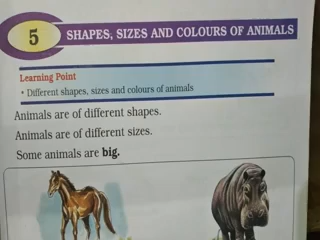 5
SHAPES, SIZES AND COLOURS OF ANIMALS
Learning Point
• Different shapes, sizes and colours of animals
Animals are of different shapes.
Animals are of different sizes.
Some animals are big.